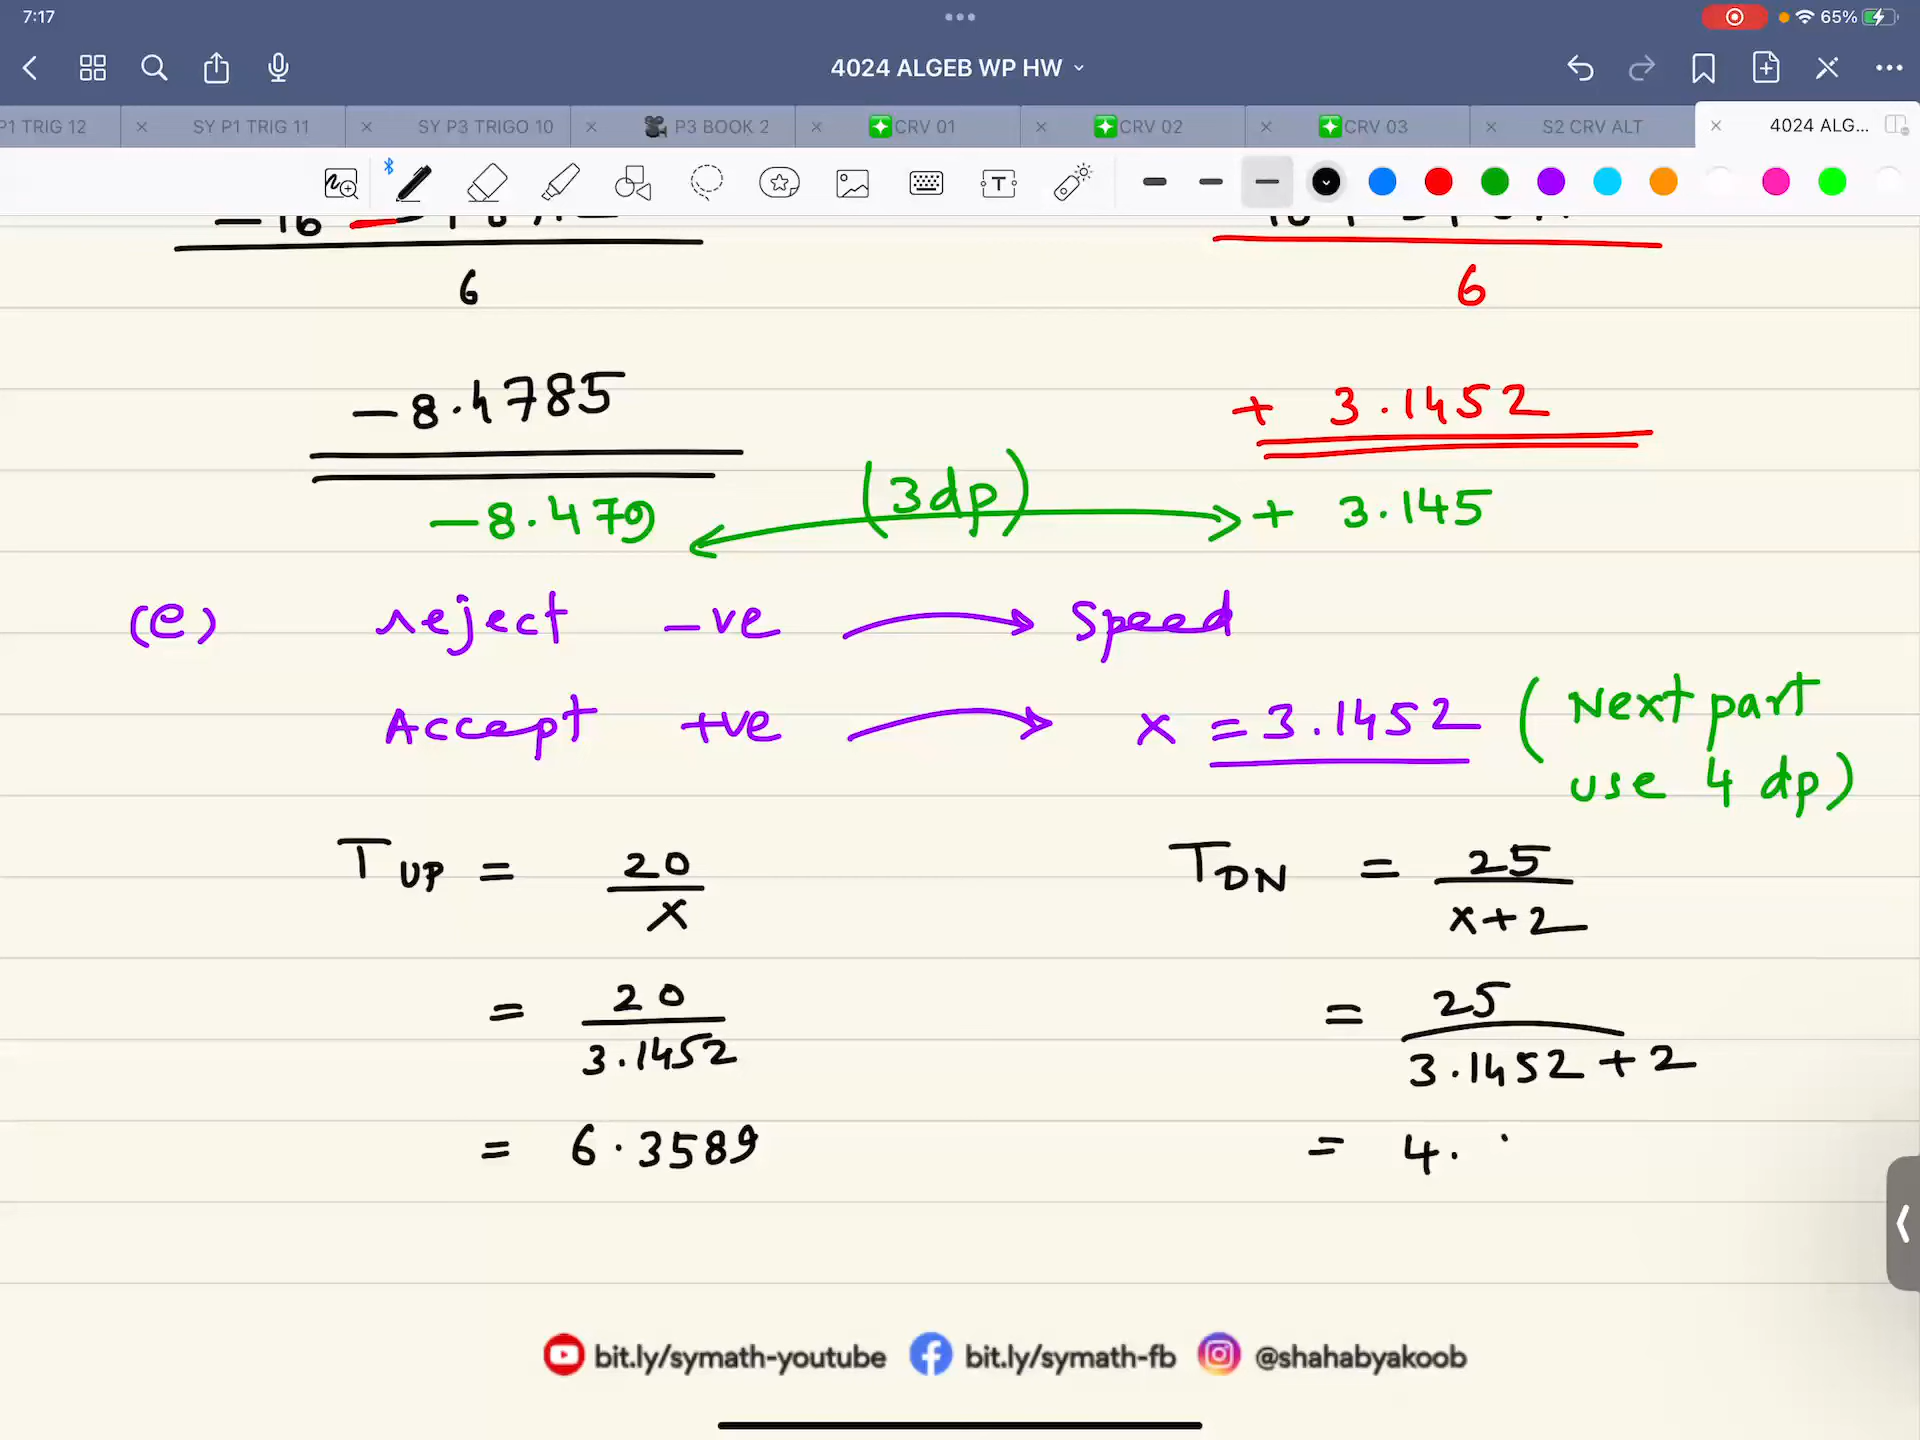 7:17
65%
4024 ALGEB WP HW
P1 TRIG 12
SY P1 TRIG 11
SY P3 TRIGO 10
P3 BOOK 2
CRV 01
CRV 02
CRV 03
S2 CRV ALT
4024 ALG...
6
6
-8.4785
+ 3.1452
(3dp)
-8.479
+ 3.145
(e) reject -ve → Speed
Accept +ve → x = 3.1452 (Next part
use 4 dp)
T UP = 20/x
T DN = 25/x+2
= 20/3.1452
= 25/3.1452 + 2
= 6.3589
= 4.
bit.ly/symath-youtube
bit.ly/symath-fb
@shahabyakoob